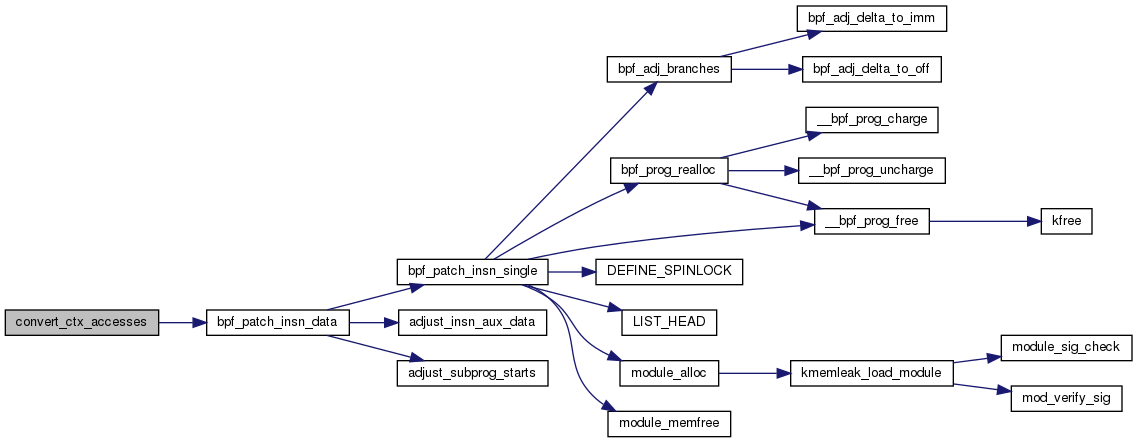 bpf_adj_delta_to_imm
bpf_adj_branches
bpf_adj_delta_to_off
__bpf_prog_charge
bpf_prog_realloc
__bpf_prog_uncharge
__bpf_prog_free
kfree
bpf_patch_insn_single
DEFINE_SPINLOCK
convert_ctx_accesses
bpf_patch_insn_data
adjust_insn_aux_data
LIST_HEAD
module_sig_check
adjust_subprog_starts
module_alloc
kmemleak_load_module
mod_verify_sig
module_memfree